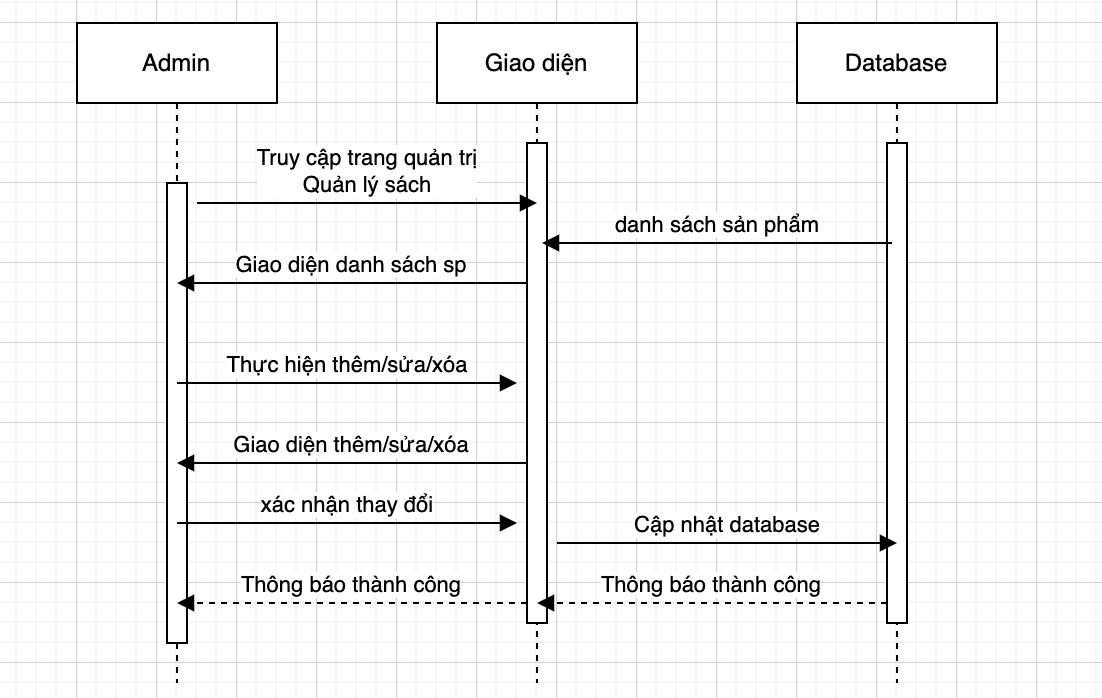 Admin
Giao diện
Database
Truy cập trang quản trị
Quản lý sách
danh sách sản phẩm
Giao diện danh sách sp
Thực hiện thêm/sửa/xóa
Giao diện thêm/sửa/xóa
xác nhận thay đổi
Cập nhật database
Thông báo thành công
Thông báo thành công